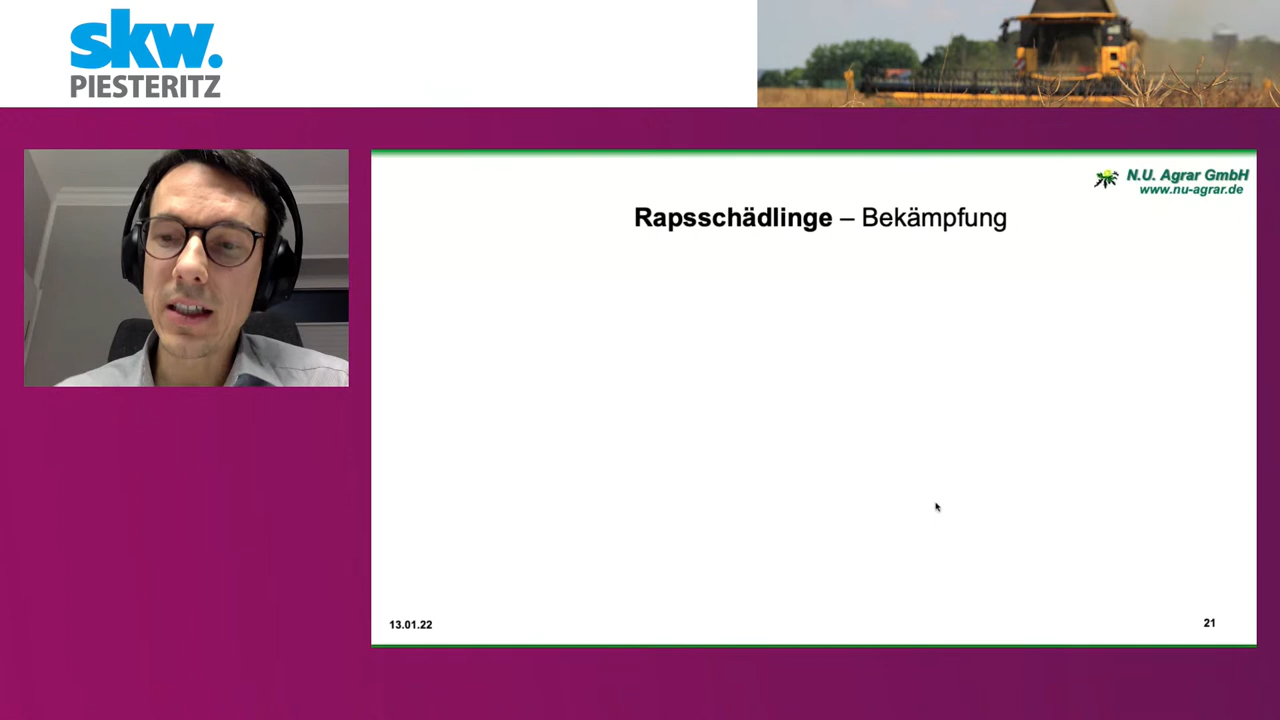 skw.
PIESTERITZ
N.U. Agrar GmbH
www.nu-agrar.de
Rapsschädlinge – Bekämpfung
13.01.22
21